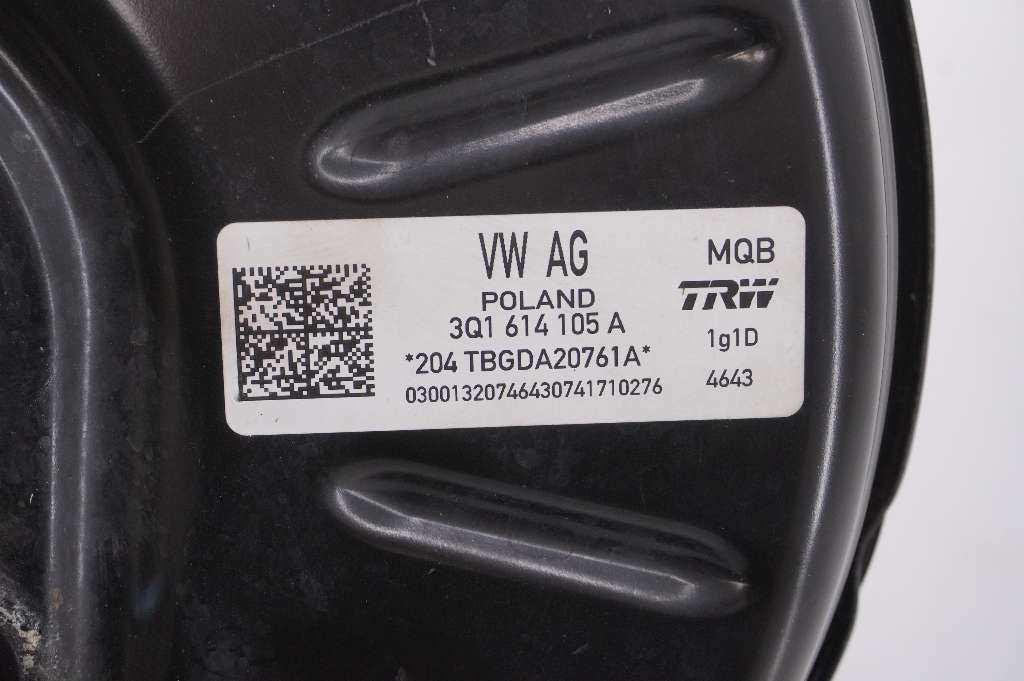 VW AG
POLAND
3Q1 614 105 A
*204 TBGDA20761A*
03001320746430741710276
MQB
TRW
1g1D
4643